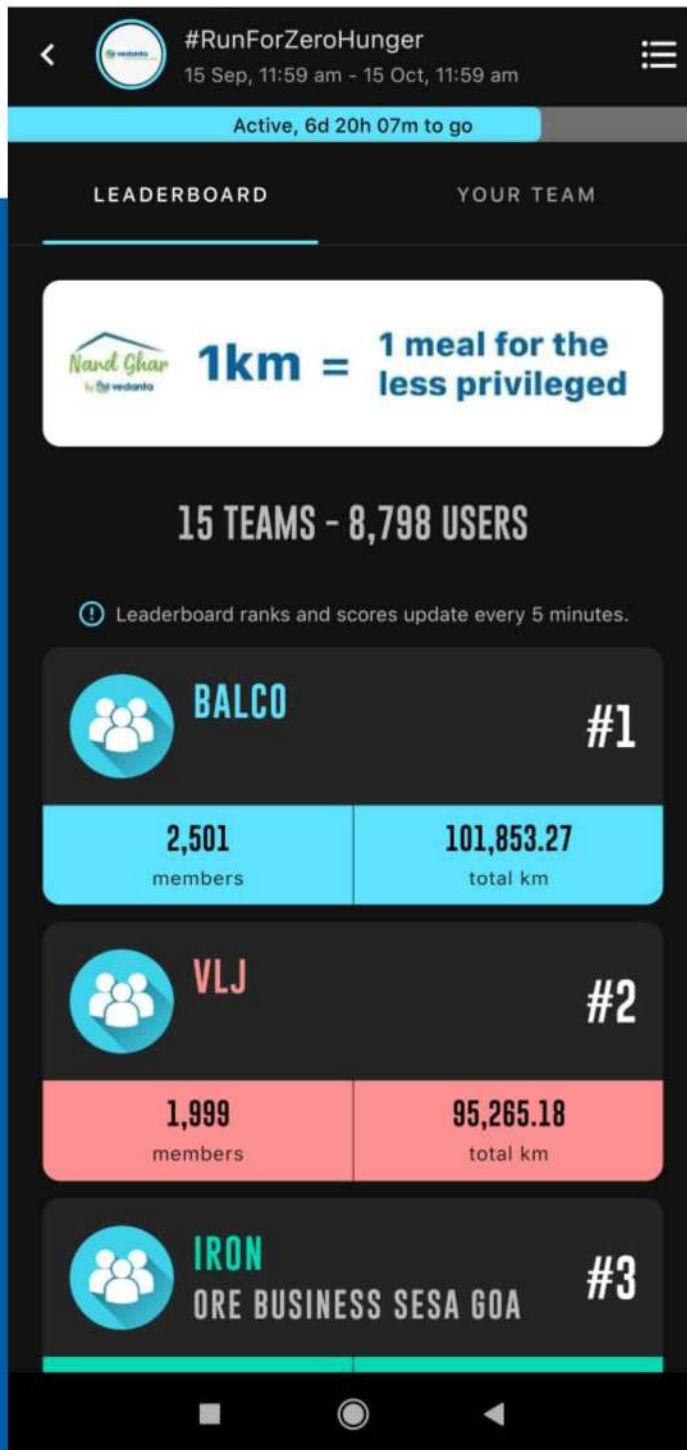 vedanta
#RunForZeroHunger
15 Sep, 11:59 am - 15 Oct, 11:59 am
Active, 6d 20h 07m to go
LEADERBOARD
YOUR TEAM
Nand Ghar
by vedanta
1km =
1 meal for the
less privileged
15 TEAMS - 8,798 USERS
Leaderboard ranks and scores update every 5 minutes.
BALCO
#1
2,501
101,853.27
members
total km
VLJ
#2
1,999
95,265.18
members
total km
IRON
ORE BUSINESS SESA GOA
#3